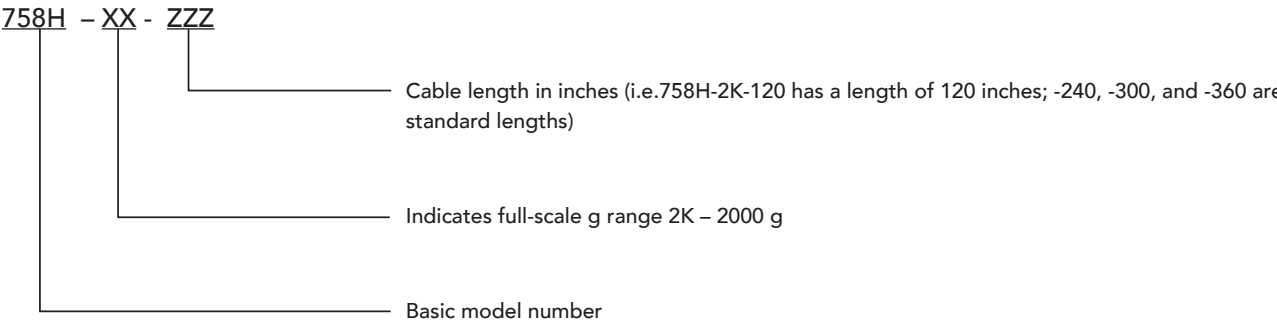 758H – XX - ZZZ
Cable length in inches (i.e.758H-2K-120 has a length of 120 inches; -240, -300, and -360 are
standard lengths)
Indicates full-scale g range 2K – 2000 g
Basic model number